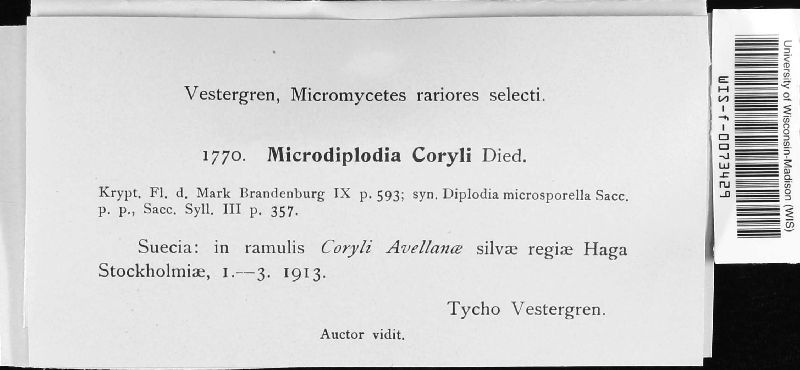 Vestergren, Micromycetes rariores selecti.
1770. Microdiplodia Coryli Died.
Krypt. Fl. d. Mark Brandenburg IX p. 593; syn. Diplodia microsporella Sacc.
p. p., Sacc. Syll. III p. 357.
Suecia: in ramulis Coryli Avellanæ silvæ regiæ Haga
Stockholmiæ, 1.—3. 1913.
Tycho Vestergren.
Auctor vidit.
University of Wisconsin-Madison (WIS)
WIS-f-0073429